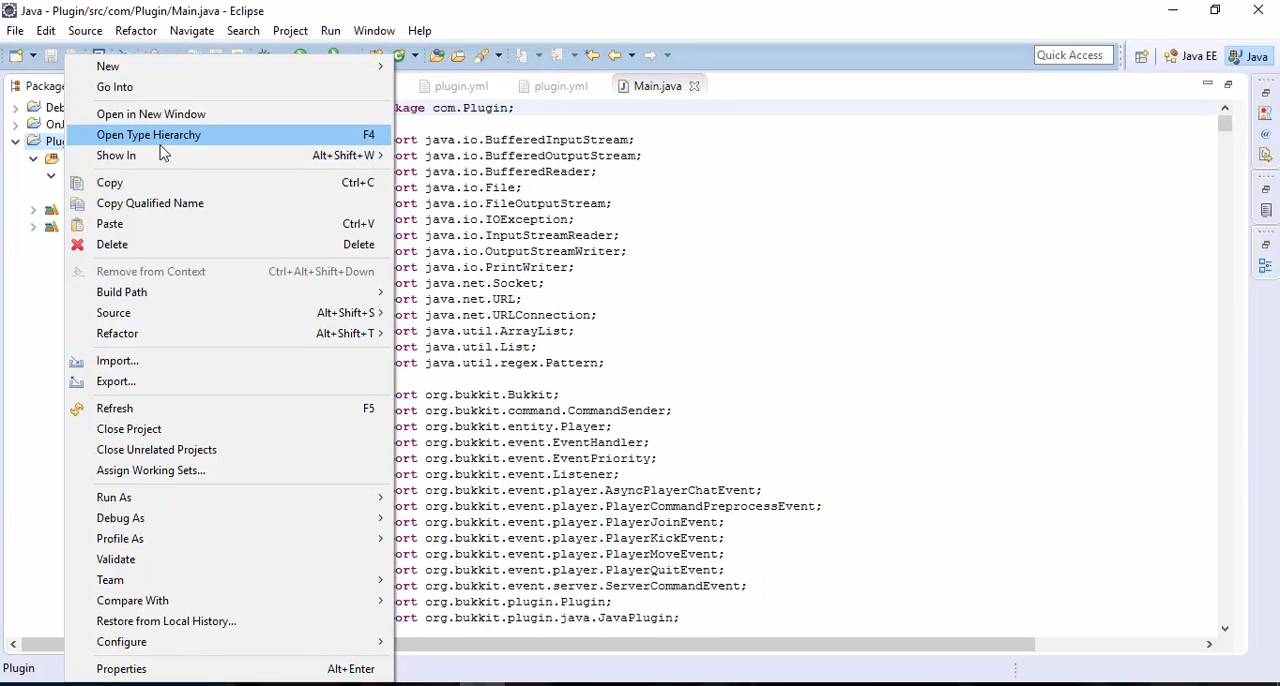 Java - Plugin/src/com/Plugin/Main.java - Eclipse
File Edit Source Refactor Navigate Search Project Run Window Help
Quick Access
Java EE
Java
Package
plugin.yml
plugin.yml
Main.java
Deb
OnJ
Plug
New
Go Into
Open in New Window
Open Type Hierarchy F4
Show In Alt+Shift+W
Copy Ctrl+C
Copy Qualified Name
Paste Ctrl+V
Delete Delete
Remove from Context Ctrl+Alt+Shift+Down
Build Path
Source Alt+Shift+S
Refactor Alt+Shift+T
Import...
Export...
Refresh F5
Close Project
Close Unrelated Projects
Assign Working Sets...
Run As
Debug As
Profile As
Validate
Team
Compare With
Restore from Local History...
Configure
Properties Alt+Enter
kage com.Plugin;
ort java.io.BufferedInputStream;
ort java.io.BufferedOutputStream;
ort java.io.BufferedReader;
ort java.io.File;
ort java.io.FileOutputStream;
ort java.io.IOException;
ort java.io.InputStreamReader;
ort java.io.OutputStreamWriter;
ort java.io.PrintWriter;
ort java.net.Socket;
ort java.net.URL;
ort java.net.URLConnection;
ort java.util.ArrayList;
ort java.util.List;
ort java.util.regex.Pattern;
ort org.bukkit.Bukkit;
ort org.bukkit.command.CommandSender;
ort org.bukkit.entity.Player;
ort org.bukkit.event.EventHandler;
ort org.bukkit.event.EventPriority;
ort org.bukkit.event.Listener;
ort org.bukkit.event.player.AsyncPlayerChatEvent;
ort org.bukkit.event.player.PlayerCommandPreprocessEvent;
ort org.bukkit.event.player.PlayerJoinEvent;
ort org.bukkit.event.player.PlayerKickEvent;
ort org.bukkit.event.player.PlayerMoveEvent;
ort org.bukkit.event.player.PlayerQuitEvent;
ort org.bukkit.event.server.ServerCommandEvent;
ort org.bukkit.plugin.Plugin;
ort org.bukkit.plugin.java.JavaPlugin;
Plugin